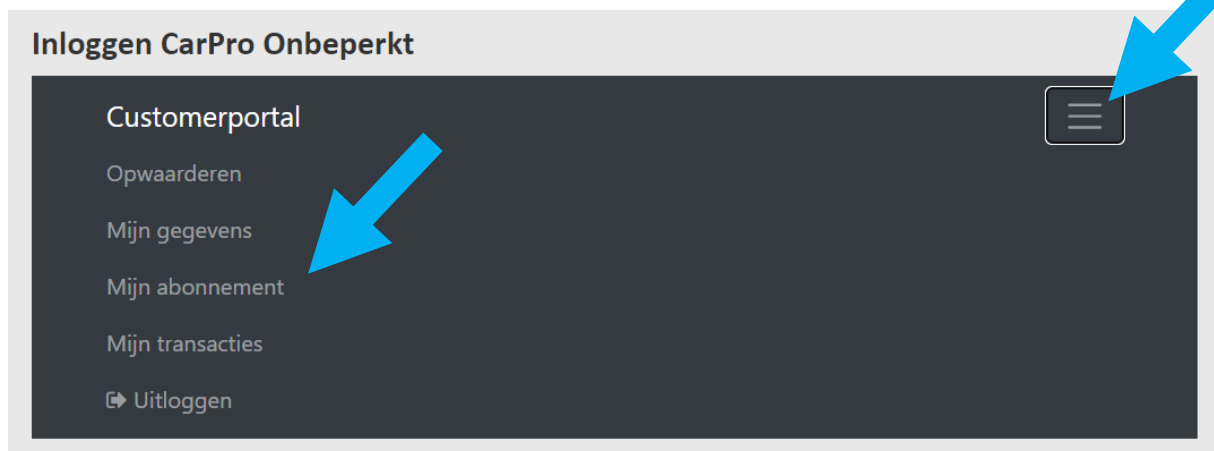 Inloggen CarPro Onbeperkt
Customerportal
Opwaarderen
Mijn gegevens
Mijn abonnement
Mijn transacties
Uitloggen